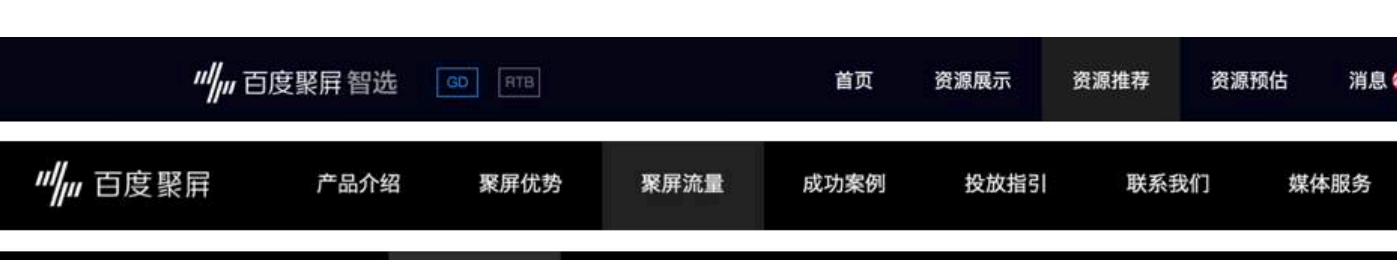 百度聚屏 智选 GD RTB 首页 资源展示 资源推荐 资源预估 消息
百度聚屏 产品介绍 聚屏优势 聚屏流量 成功案例 投放指引 联系我们 媒体服务